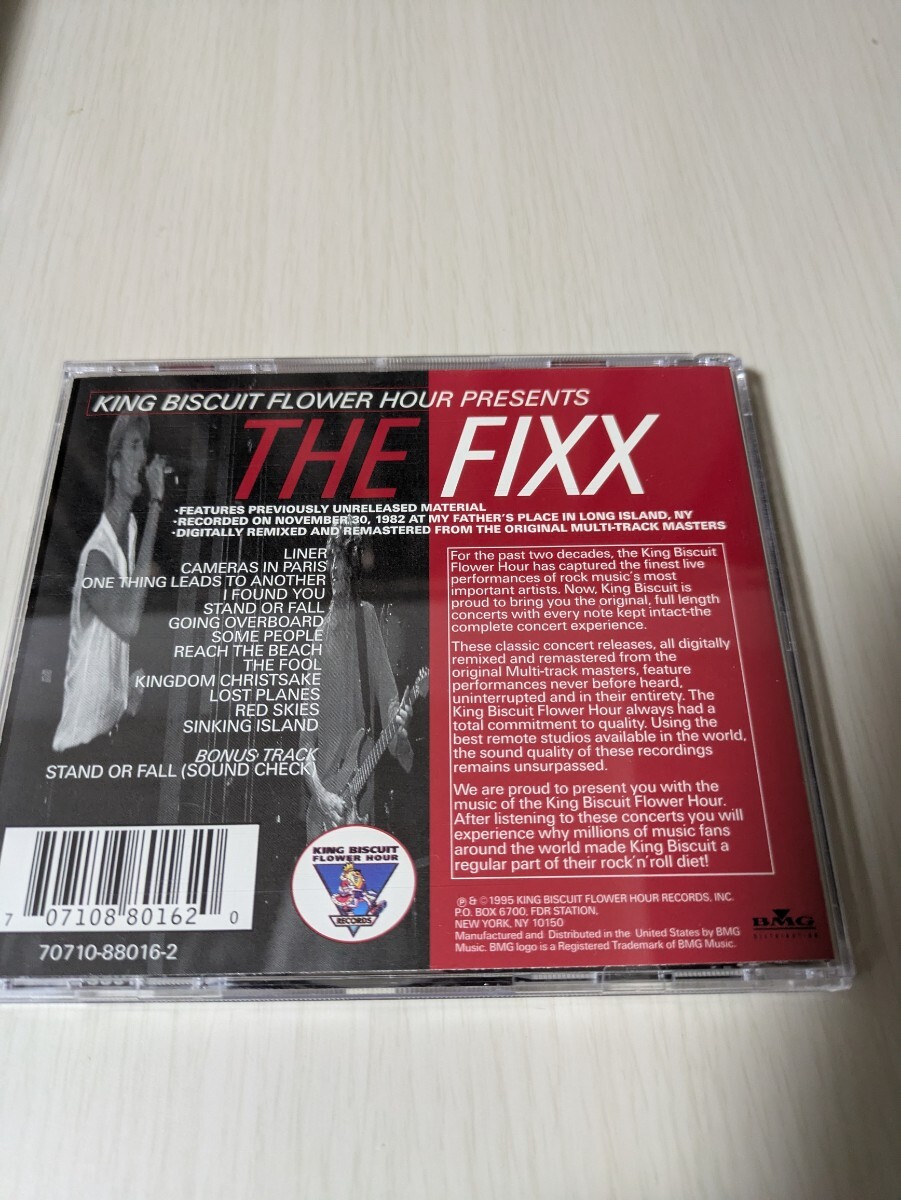 KING BISCUIT FLOWER HOUR PRESENTS
THE FIXX
•FEATURES PREVIOUSLY UNRELEASED MATERIAL
•RECORDED ON NOVEMBER 30, 1982 AT MY FATHER'S PLACE IN LONG ISLAND, NY
•DIGITALLY REMIXED AND REMASTERED FROM THE ORIGINAL MULTI-TRACK MASTERS
LINER
CAMERAS IN PARIS
ONE THING LEADS TO ANOTHER
I FOUND YOU
STAND OR FALL
GOING OVERBOARD
SOME PEOPLE
REACH THE BEACH
THE FOOL
KINGDOM CHRISTSAKE
LOST PLANES
RED SKIES
SINKING ISLAND
BONUS TRACK
STAND OR FALL (SOUND CHECK)
For the past two decades, the King Biscuit
Flower Hour has captured the finest live
performances of rock music's most
important artists. Now, King Biscuit is
proud to bring you the original, full length
concerts with every note kept intact-the
complete concert experience.
These classic concert releases, all digitally
remixed and remastered from the
original Multi-track masters, feature
performances never before heard,
uninterrupted and in their entirety. The
King Biscuit Flower Hour always had a
total commitment to quality. Using the
best remote studios available in the world,
the sound quality of these recordings
remains unsurpassed.
We are proud to present you with the
music of the King Biscuit Flower Hour.
After listening to these concerts you will
experience why millions of music fans
around the world made King Biscuit a
regular part of their rock'n'roll diet!
7 07108 80162 0
70710-88016-2
KING BISCUIT
FLOWER HOUR
RECORDS
℗ & © 1995 KING BISCUIT FLOWER HOUR RECORDS, INC.
P.O. BOX 6700, FDR STATION,
NEW YORK, NY 10150
Manufactured and Distributed in the United States by BMG
Music. BMG logo is a Registered Trademark of BMG Music.
BMG
DISTRIBUTION